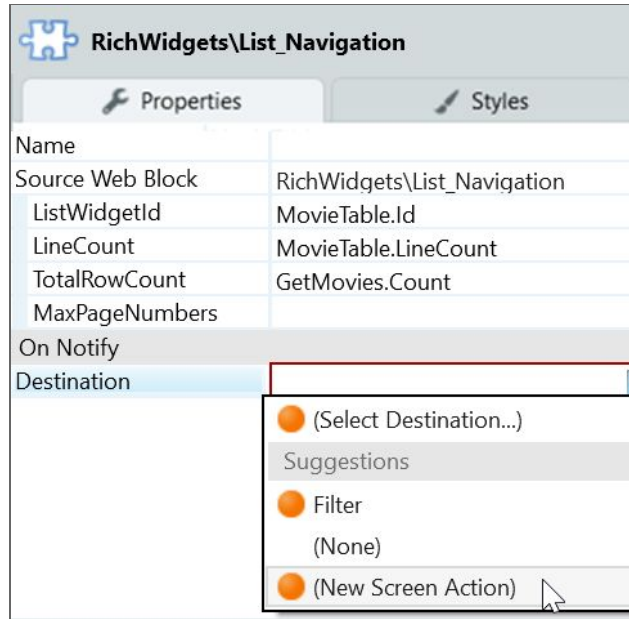 RichWidgets\List_Navigation
Properties
Styles
Name
Source Web Block RichWidgets\List_Navigation
ListWidgetId MovieTable.Id
LineCount MovieTable.LineCount
TotalRowCount GetMovies.Count
MaxPageNumbers
On Notify
Destination
(Select Destination...)
Suggestions
Filter
(None)
(New Screen Action)